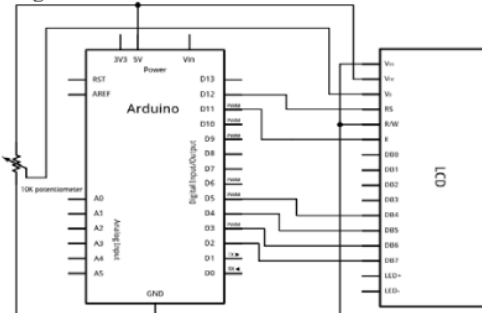 3V3 5V Vin
Power
RST
AREF
Arduino
D13
D12
PWM D11
PWM D10
PWM D9
D8
D7
PWM D6
PWM D5
D4
PWM D3
D2
TX D1
RX D0
Digital Input/Output
10K potentiometer
A0
A1
A2
A3
A4
A5
Analog Input
GND
Vss
Vcc
V0
RS
R/W
E
DB0
DB1
DB2
DB3
DB4
DB5
DB6
DB7
LED+
LED-
LCD